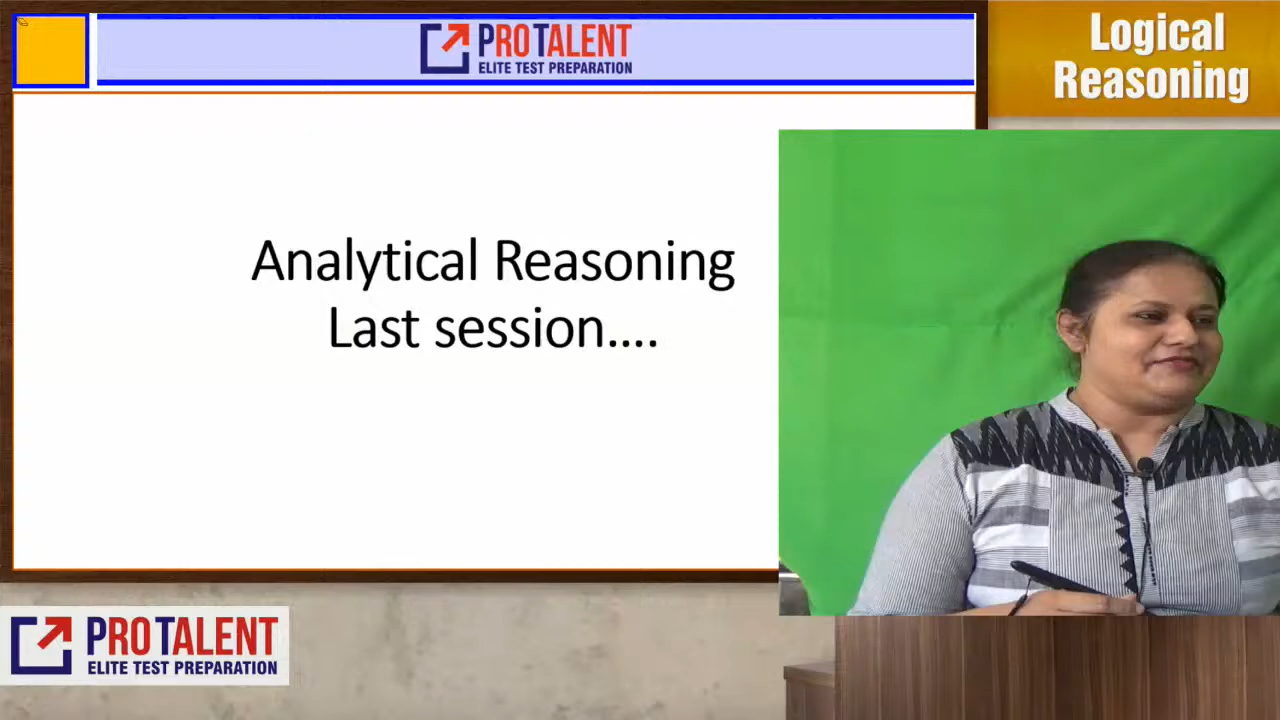 PROTALENT
ELITE TEST PREPARATION
Logical
Reasoning
Analytical Reasoning
Last session....
PROTALENT
ELITE TEST PREPARATION